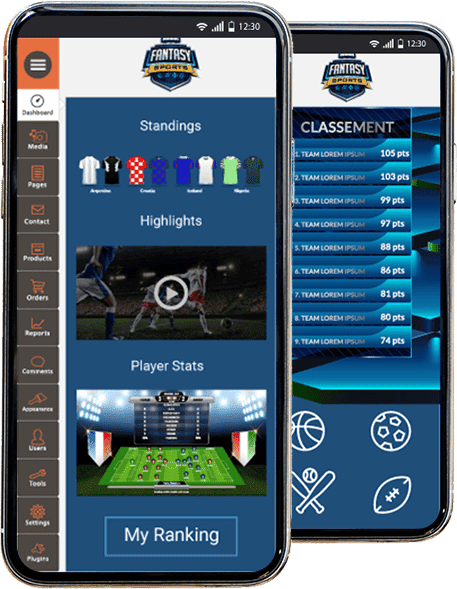 12:30
FANTASY
SPORTS
Dashboard
Media
Pages
Contact
Products
Orders
Reports
Comments
Appearance
Users
Tools
Settings
Plugins
Standings
Argentina
Croatia
Iceland
Nigeria
Highlights
Player Stats
My Ranking
12:30
FANTASY
SPORTS
CLASSEMENT
1. TEAM LOREM IPSUM 105 pts
2. TEAM LOREM IPSUM 103 pts
3. TEAM LOREM IPSUM 99 pts
4. TEAM LOREM IPSUM 97 pts
5. TEAM LOREM IPSUM 88 pts
6. TEAM LOREM IPSUM 86 pts
7. TEAM LOREM IPSUM 81 pts
8. TEAM LOREM IPSUM 80 pts
9. TEAM LOREM IPSUM 74 pts